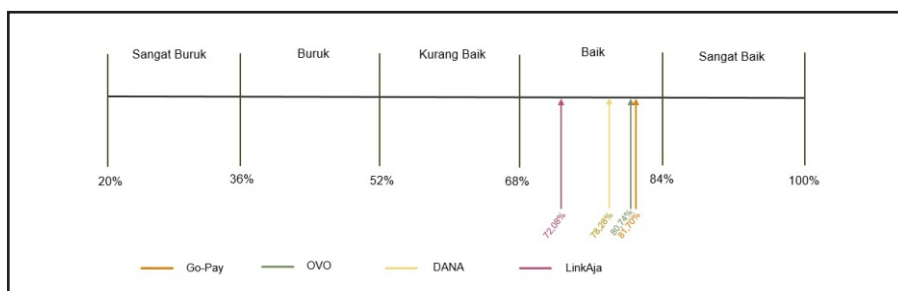 Sangat Buruk Buruk Kurang Baik Baik Sangat Baik
20% 36% 52% 68% 84% 100%
72,08% 78,28% 80,74% 81,70%
Go-Pay OVO DANA LinkAja